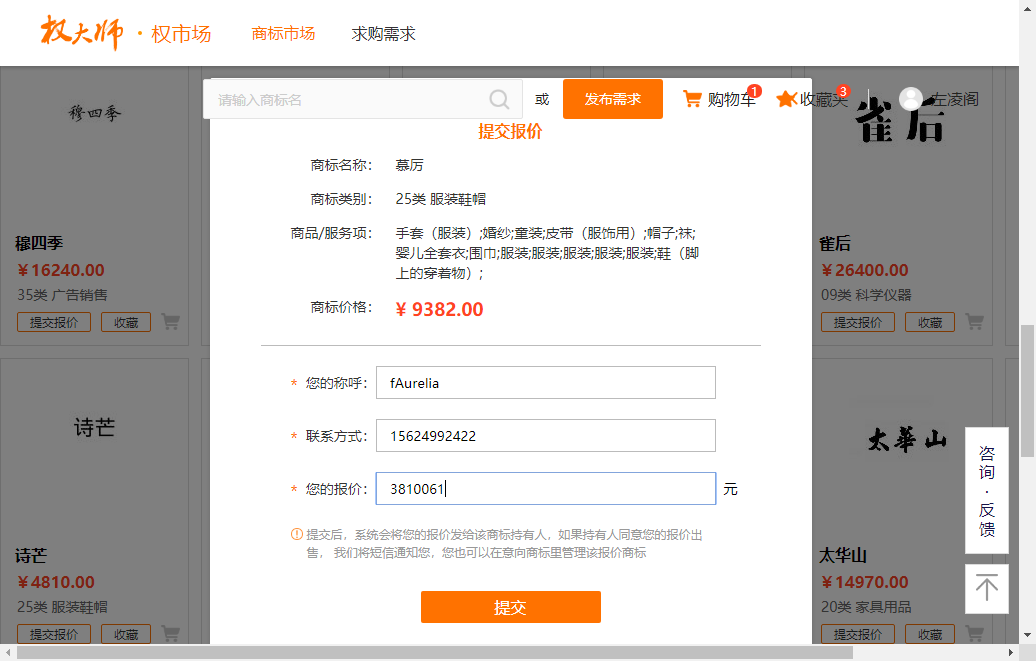 权大师 · 权市场 商标市场 求购需求
请输入商标名 或 发布需求 购物车 1 收藏夹 3 左凌阁
穆四季
雀后
提交报价
商标名称: 慕厉
商标类别: 25类 服装鞋帽
商品/服务项: 手套（服装）;婚纱;童装;皮带（服饰用）;帽子;袜;
婴儿全套衣;围巾;服装;服装;服装;服装;服装;鞋（脚
上的穿着物）;
商标价格: ¥ 9382.00
* 您的称呼: fAurelia
* 联系方式: 15624992422
* 您的报价: 3810061 元
提交后，系统会将您的报价发给该商标持有人，如果持有人同意您的报价出
售， 我们将短信通知您，您也可以在意向商标里管理该报价商标
提交
穆四季
¥16240.00
35类 广告销售
提交报价 收藏
诗芒
诗芒
¥4810.00
25类 服装鞋帽
提交报价 收藏
雀后
¥26400.00
09类 科学仪器
提交报价 收藏
太华山
太华山
¥14970.00
20类 家具用品
提交报价 收藏
咨
询
·
反
馈